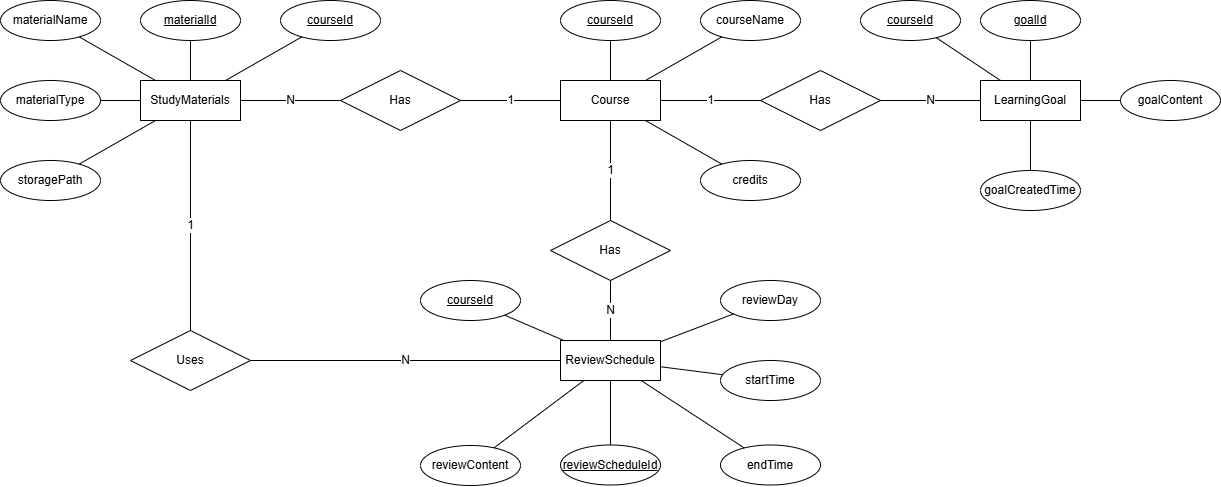 materialName
materialId
courseId
courseId
courseName
courseId
goalId
materialType
StudyMaterials
N
Has
1
Course
1
Has
N
LearningGoal
goalContent
storagePath
1
credits
goalCreatedTime
1
Has
courseId
N
reviewDay
Uses
N
ReviewSchedule
startTime
reviewContent
reviewScheduleId
endTime